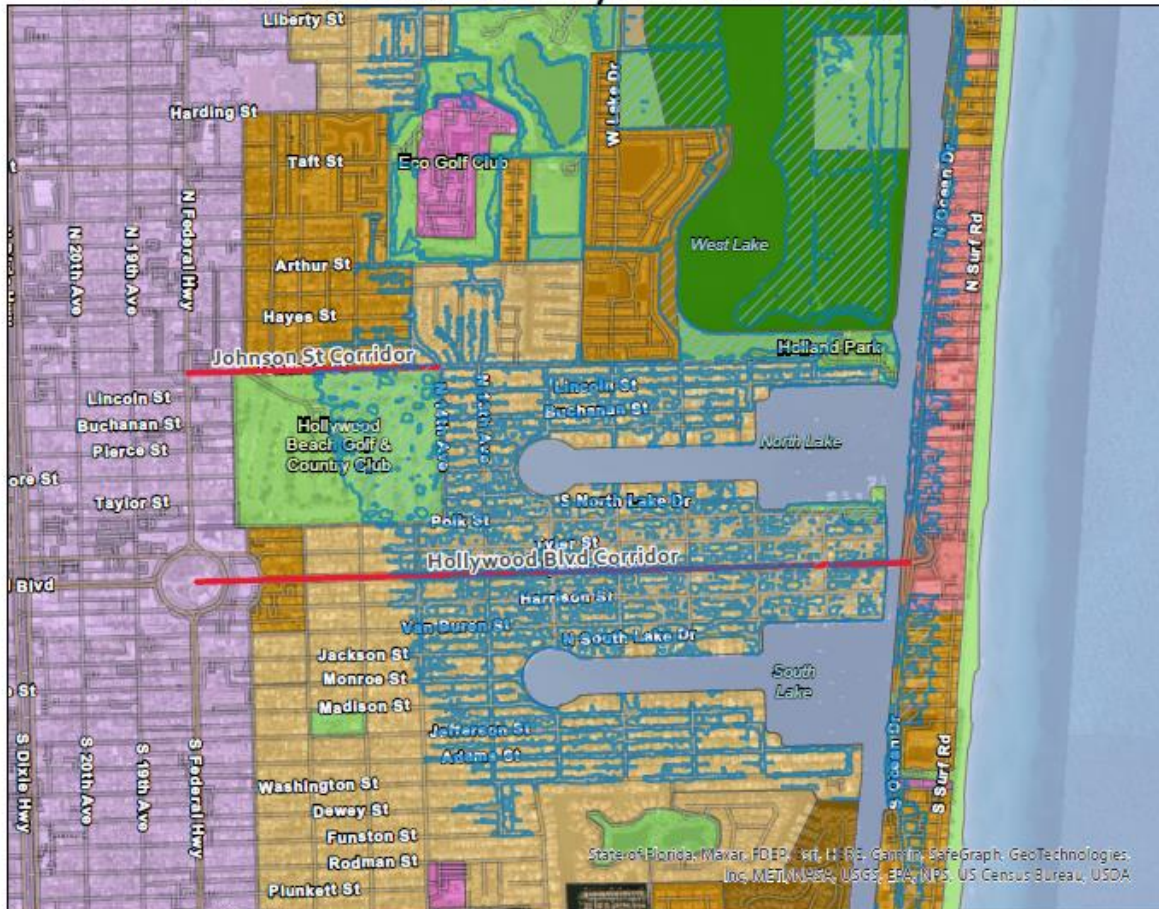 Liberty St
W Lake Dr
Harding St
N Ocean Dr
Taft St
Eco Golf Club
N Federal Hwy
N 20th Ave
N 19th Ave
West Lake
N Surf Rd
Arthur St
Hayes St
Johnson St Corridor
Holland Park
Lincoln St
Lincoln St
Buchanan St
Buchanan St
Hollywood
Beach Golf &
Country Club
North Lake
Pierce St
ore St
Taylor St
S North Lake Dr
Polk St
Tyler St
Hollywood Blvd Corridor
Blvd
Harrison St
Van Buren St
N South Lake Dr
Jackson St
Monroe St
South
Lake
Madison St
Jefferson St
Adams St
S Dixie Hwy
S 20th Ave
S 19th Ave
S Federal Hwy
S Ocean Dr
S Surf Rd
Washington St
Dewey St
Funston St
Rodman St
Plunkett St
State of Florida, Maxar, FDEP, Esri, HERE, Garmin, SafeGraph, GeoTechnologies,
Inc, METI/NASA, USGS, EPA, NPS, US Census Bureau, USDA